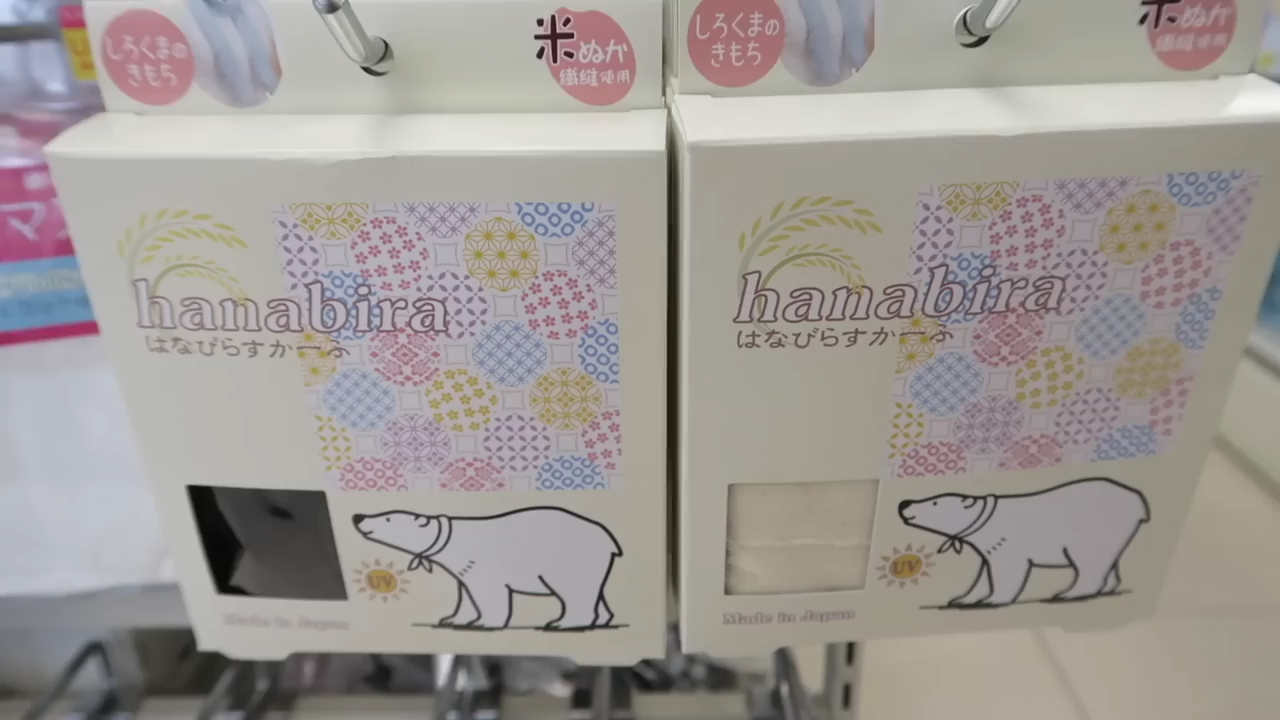 しろくまの
きもち
米ぬか
繊維使用
hanabira
はなびらすかーふ
UV
Made in Japan
しろくまの
きもち
米ぬか
繊維使用
hanabira
はなびらすかーふ
UV
Made in Japan
マ